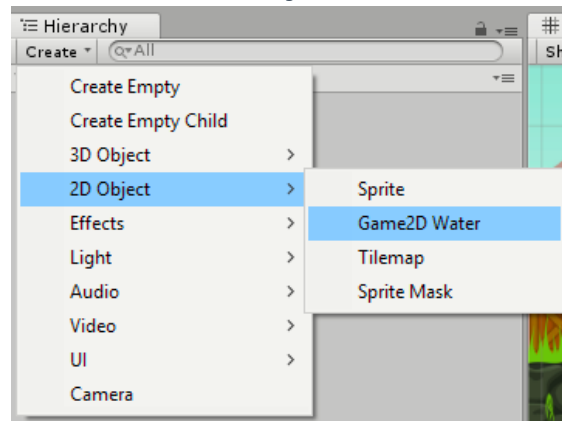 Hierarchy
Create All
Create Empty
Create Empty Child
3D Object
2D Object
Effects
Light
Audio
Video
UI
Camera
Sprite
Game2D Water
Tilemap
Sprite Mask